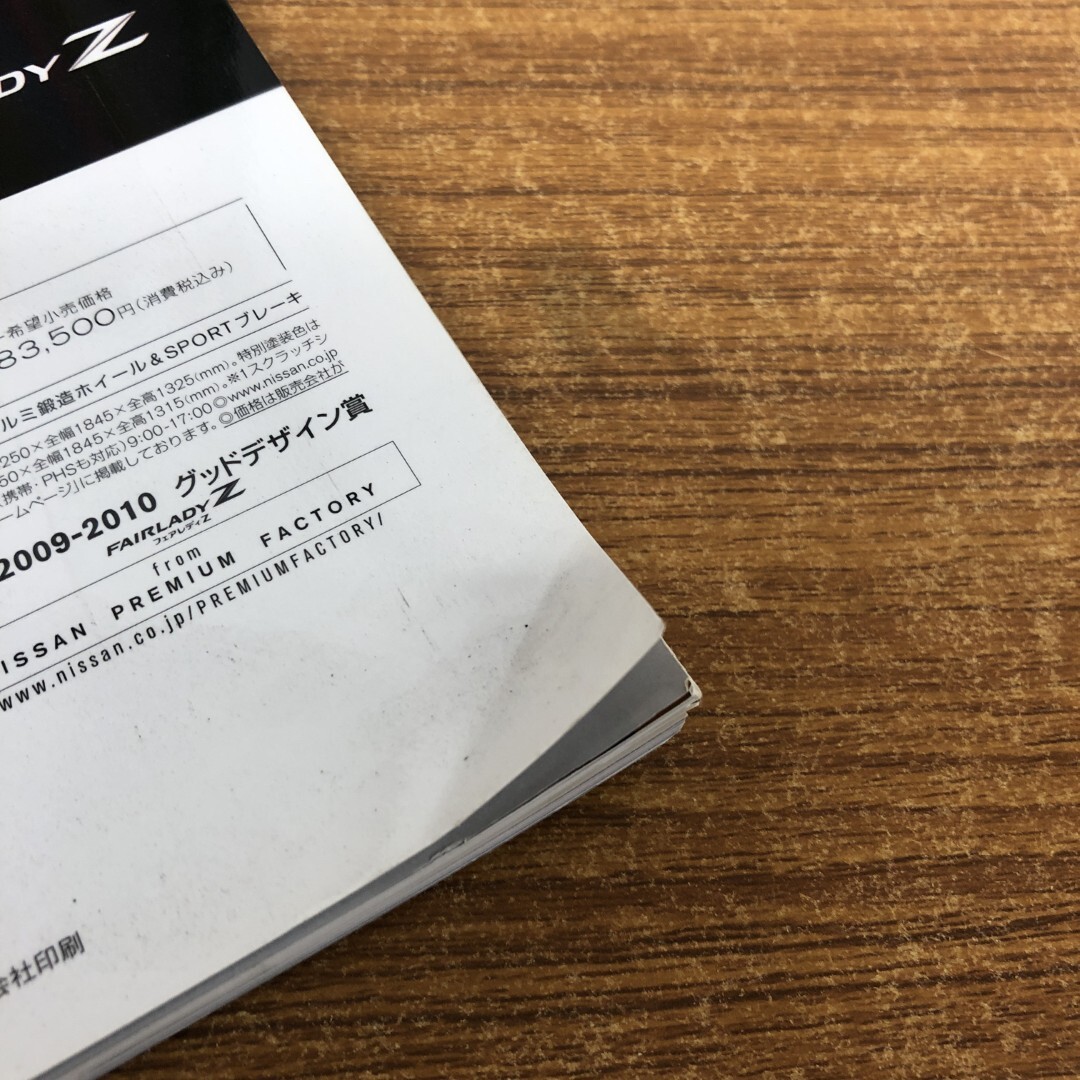 DY Z
ー希望小売価格
83,500円(消費税込み)
ルミ鍛造ホイール&SPORTブレーキ
250×全幅1845×全高1325(mm)。特別塗装色は
50×全幅1845×全高1315(mm)。※1スクラッチシ
携帯・PHSも対応)9:00-17:00◎www.nissan.co.jp
ームページ」に掲載しております。◎価格は販売会社が
2009-2010 グッドデザイン賞
FAIRLADY Z
フェアレディZ
from
ISSAN PREMIUM FACTORY
www.nissan.co.jp/PREMIUMFACTORY/
会社印刷